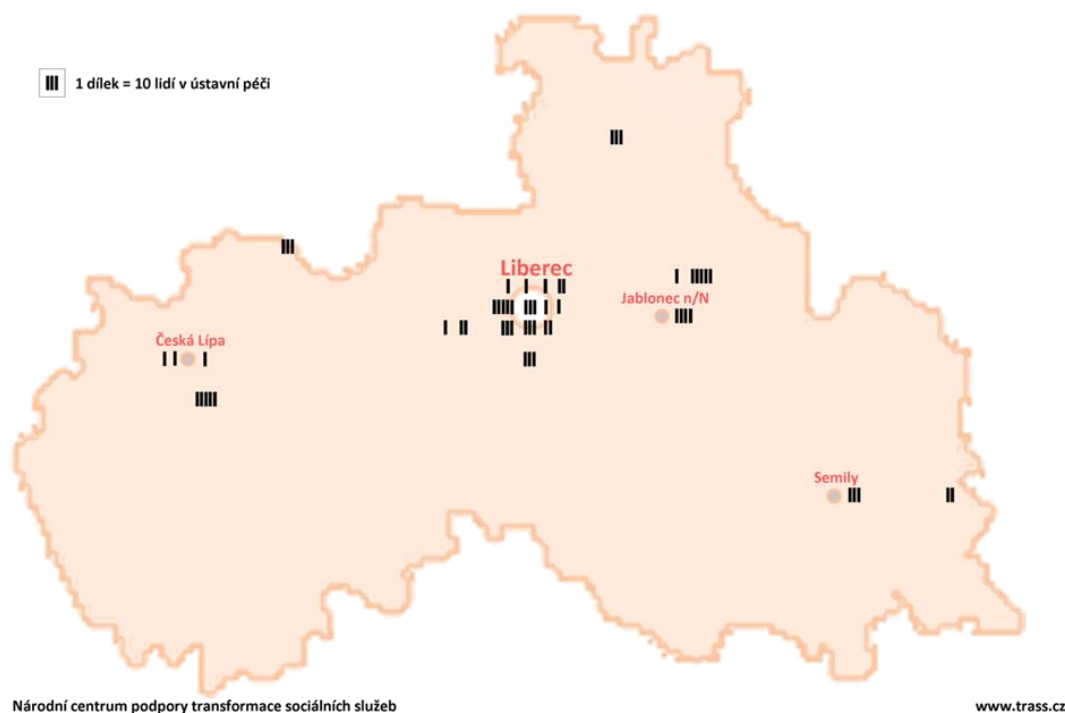 1 dílek = 10 lidí v ústavní péči
Liberec
Jablonec n/N
Česká Lípa
Semily
Národní centrum podpory transformace sociálních služeb
www.trass.cz